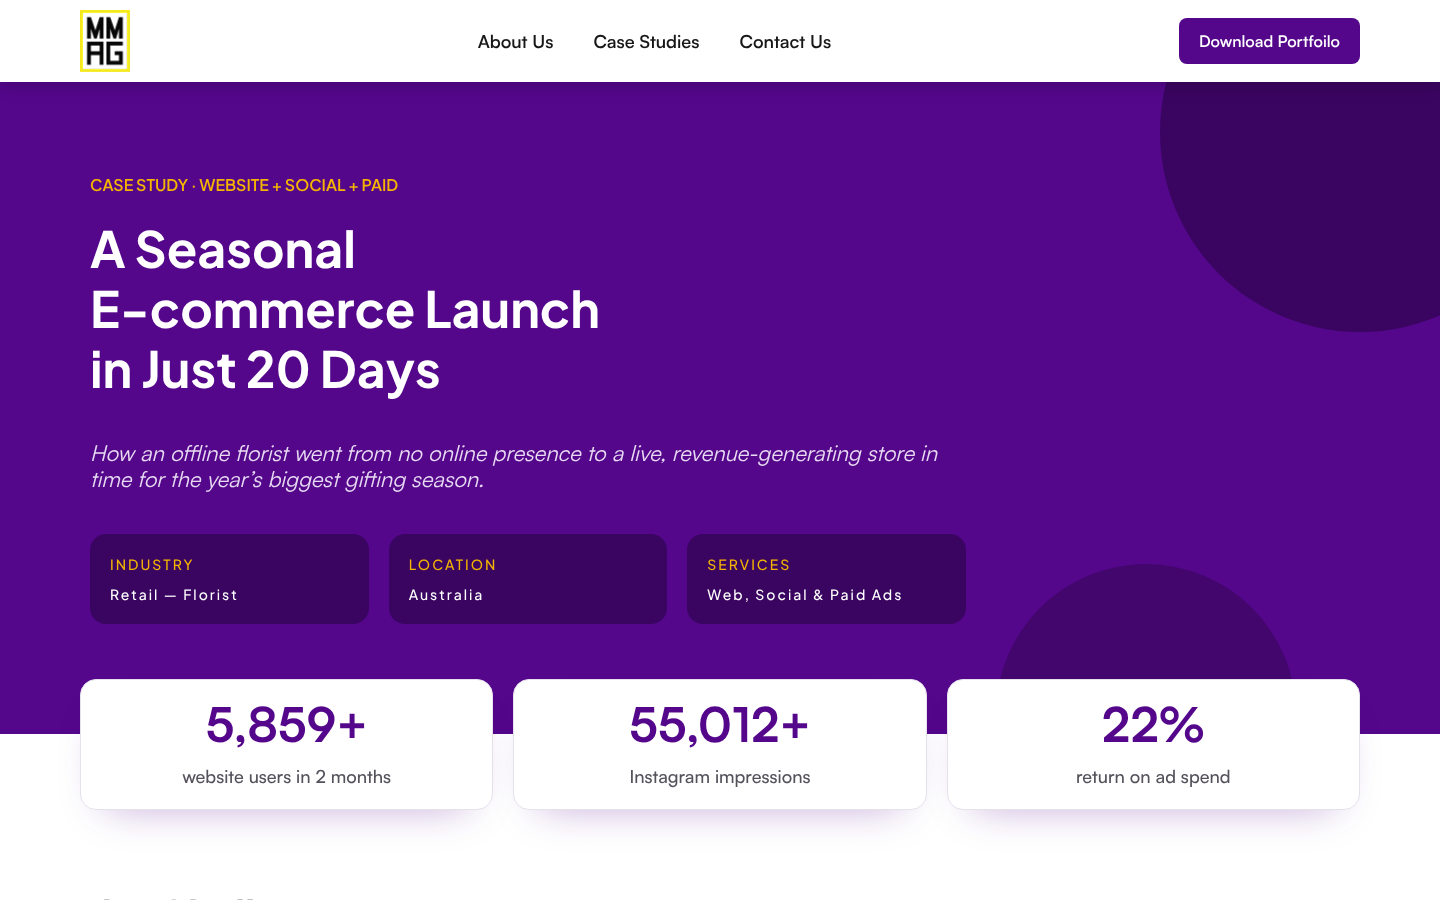 MM
AG
About Us
Case Studies
Contact Us
Download Portfoilo
CASE STUDY · WEBSITE + SOCIAL + PAID
A Seasonal
E–commerce Launch
in Just 20 Days
How an offline florist went from no online presence to a live, revenue-generating store in
time for the year’s biggest gifting season.
INDUSTRY
Retail — Florist
LOCATION
Australia
SERVICES
Web, Social & Paid Ads
5,859+
website users in 2 months
55,012+
Instagram impressions
22%
return on ad spend